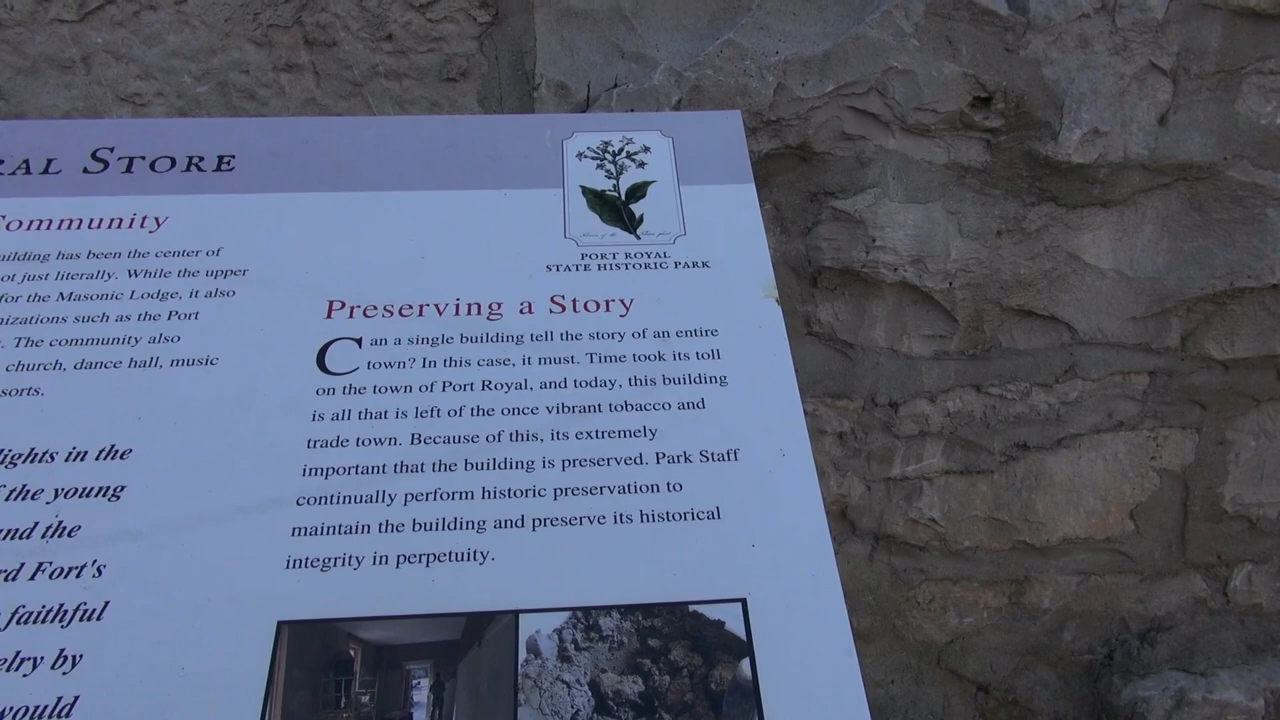 RAL STORE
Community
uilding has been the center of
ot just literally. While the upper
for the Masonic Lodge, it also
nizations such as the Port
. The community also
church, dance hall, music
sorts.
lights in the
f the young
and the
rd Fort's
faithful
elry by
would
PORT ROYAL
STATE HISTORIC PARK
Preserving a Story
Can a single building tell the story of an entire
town? In this case, it must. Time took its toll
on the town of Port Royal, and today, this building
is all that is left of the once vibrant tobacco and
trade town. Because of this, its extremely
important that the building is preserved. Park Staff
continually perform historic preservation to
maintain the building and preserve its historical
integrity in perpetuity.